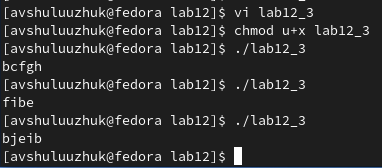 [avshuluuzhuk@fedora lab12]$ vi lab12_3
[avshuluuzhuk@fedora lab12]$ chmod u+x lab12_3
[avshuluuzhuk@fedora lab12]$ ./lab12_3
bcfgh
[avshuluuzhuk@fedora lab12]$ ./lab12_3
fibe
[avshuluuzhuk@fedora lab12]$ ./lab12_3
bjeib
[avshuluuzhuk@fedora lab12]$